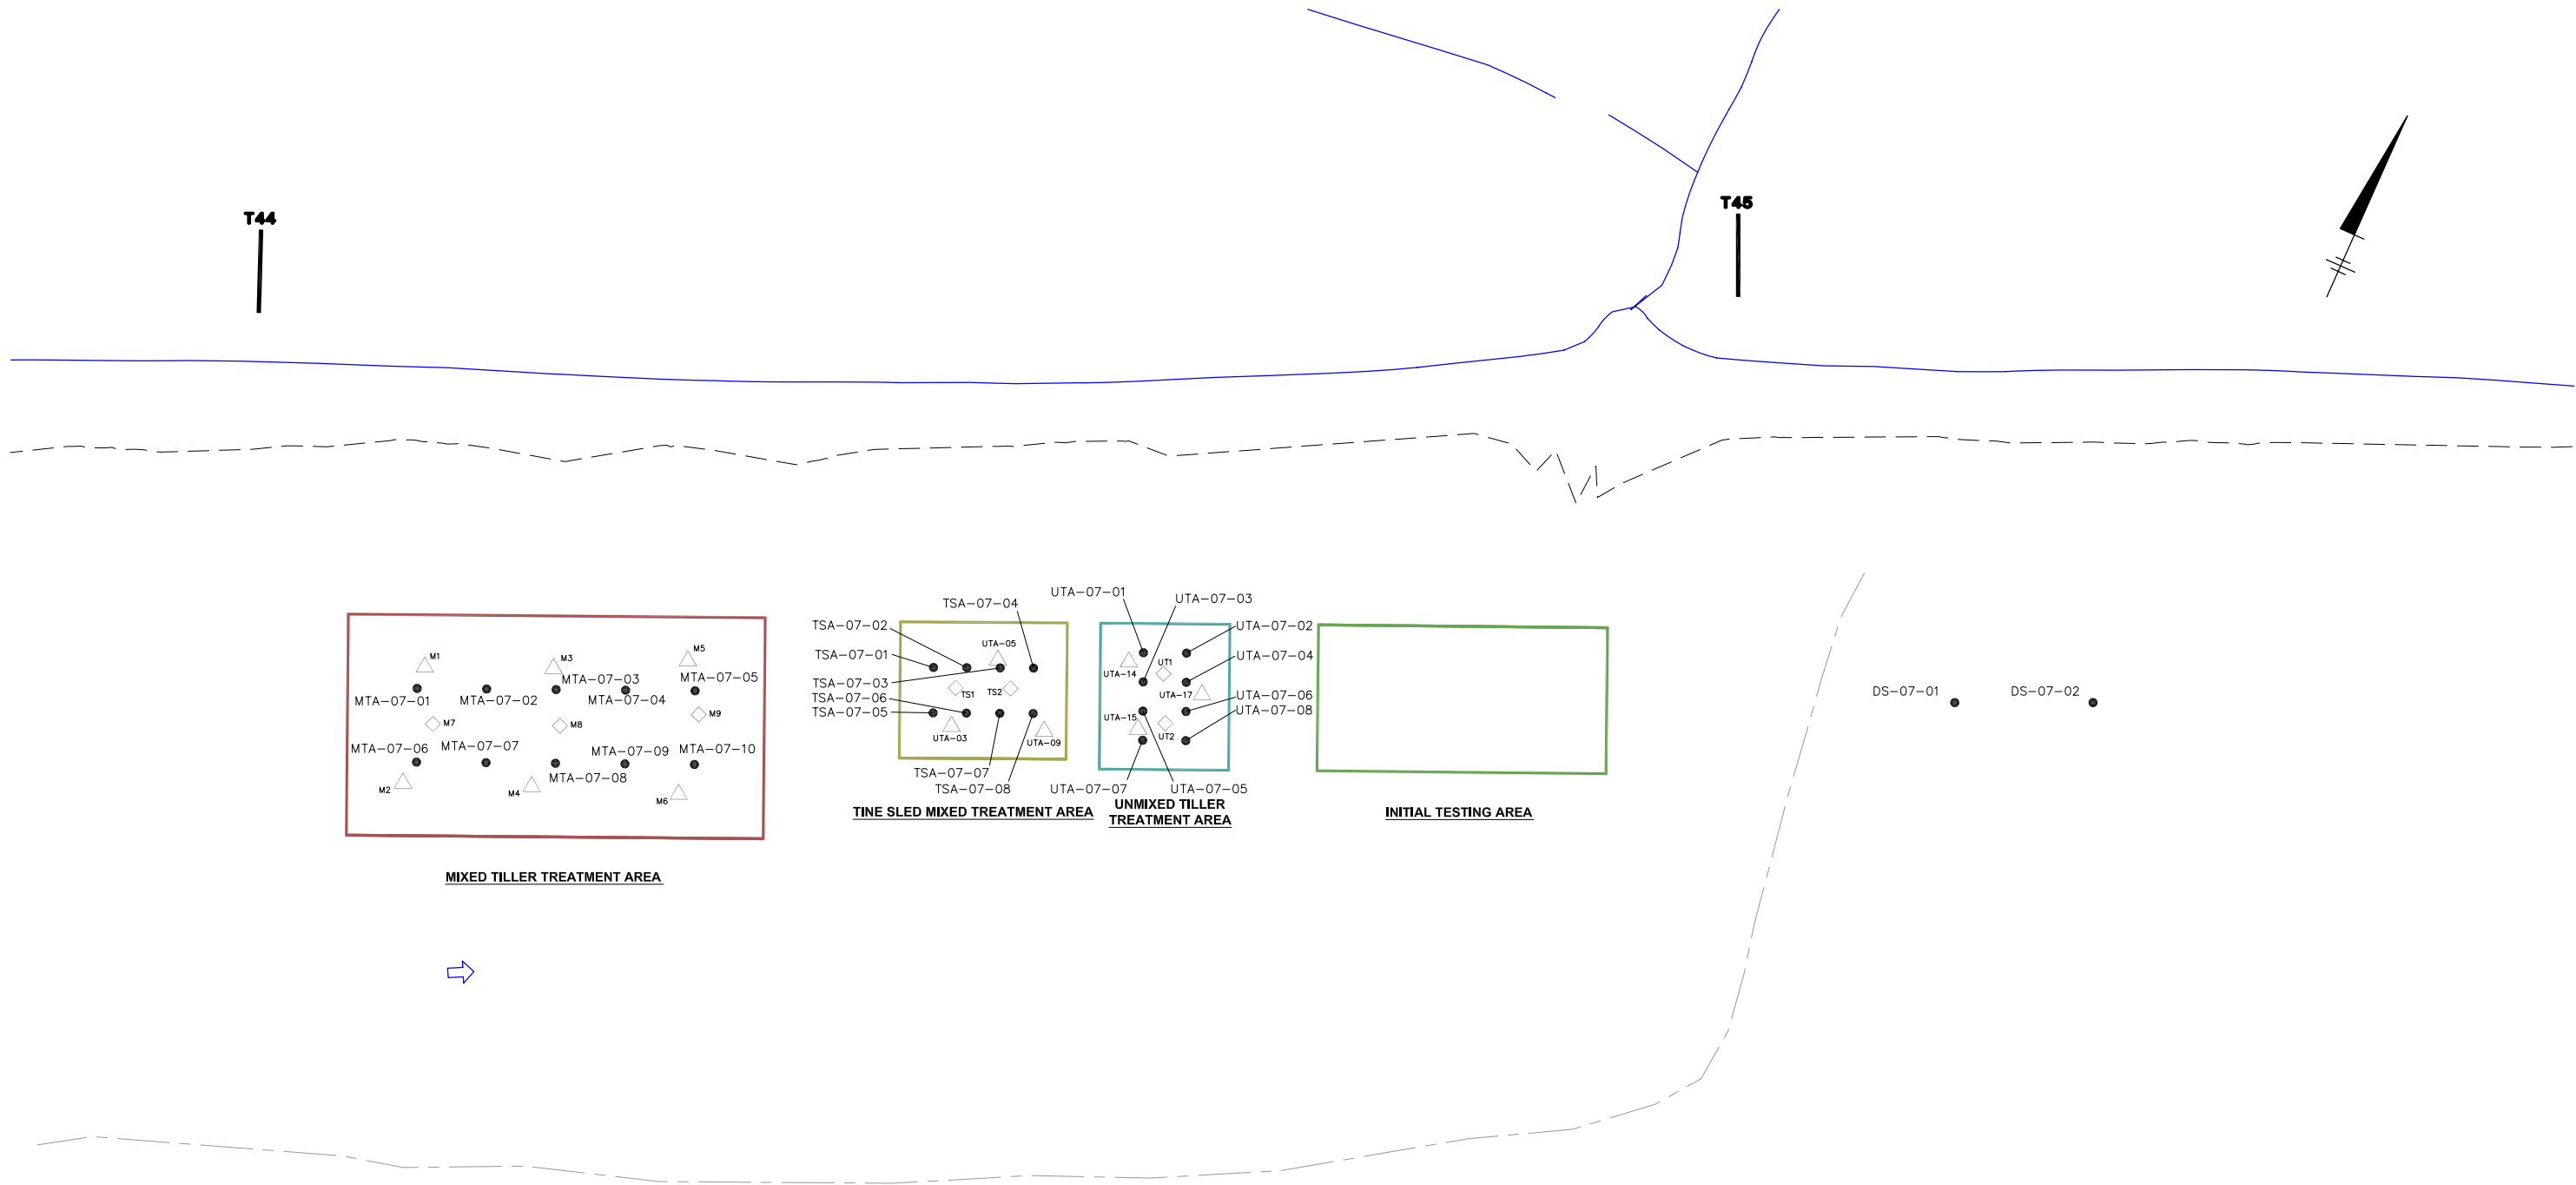 T45
T44
UTA-07-01
UTA-07-03
TSA-07-04
TSA-07-02
UTA-07-02
UTA-05
TSA-07-01
UTA-07-04
M1
M3
M5
UT1
UTA-14
MTA-07-03
MTA-07-05
TSA-07-03
UTA-17
TS1
TS2
UTA-07-06
MTA-07-01
MTA-07-02
MTA-07-04
TSA-07-06
DS-07-01
DS-07-02
TSA-07-05
UTA-07-08
M9
UTA-15
M7
M8
UTA-03
UT2
UTA-09
MTA-07-06
MTA-07-07
MTA-07-09
MTA-07-10
TSA-07-07
MTA-07-08
TSA-07-08
UTA-07-07
UTA-07-05
M2
M4
M6
TINE SLED MIXED TREATMENT AREA
UNMIXED TILLER
TREATMENT AREA
INITIAL TESTING AREA
MIXED TILLER TREATMENT AREA